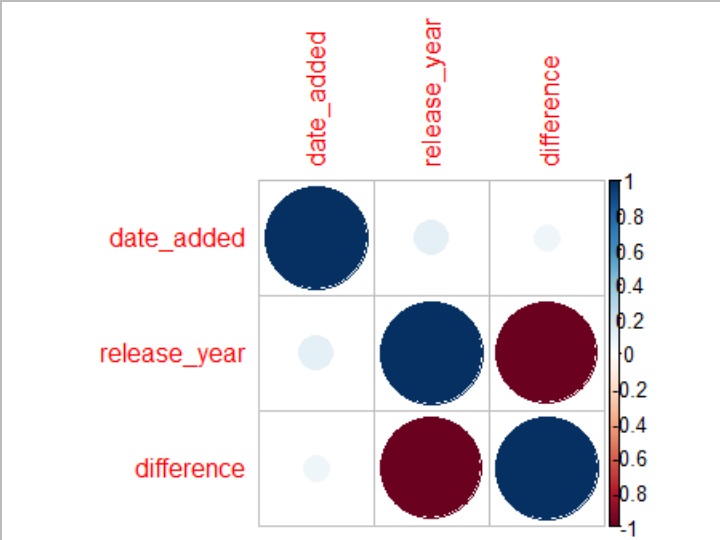 date_added
release_year
difference
date_added
release_year
difference
1
0.8
0.6
0.4
0.2
0
-0.2
-0.4
-0.6
-0.8
-1